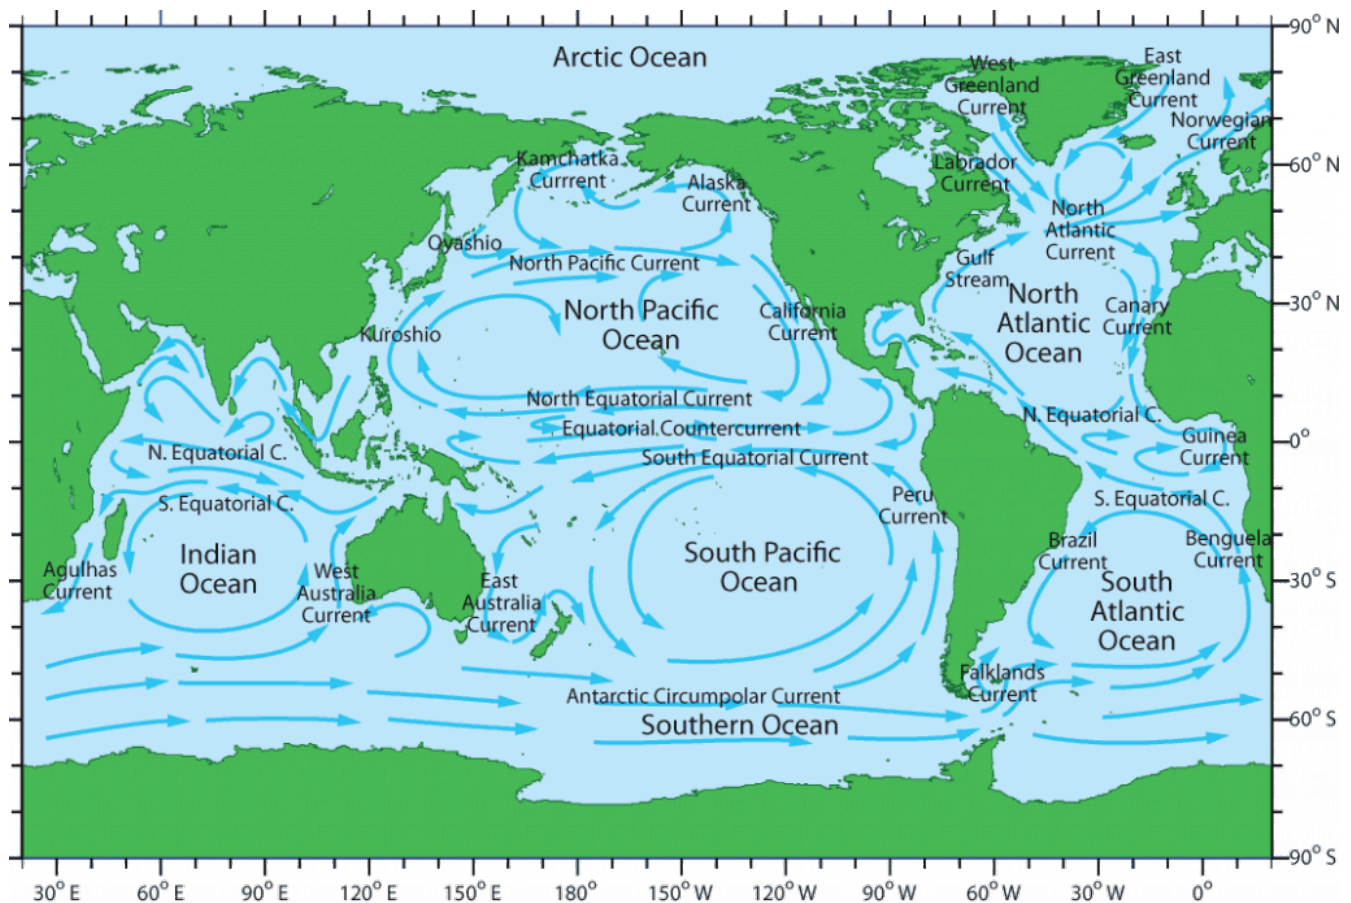 Arctic Ocean
West
Greenland
Current
East
Greenland
Current
Norwegian
Current
90° N
Kamchatka
Currrent
Alaska
Current
Labrador
Current
60° N
Oyashio
North Pacific Current
North
Atlantic
Current
Gulf
Stream
Kuroshio
North Pacific
Ocean
California
Current
North
Atlantic
Ocean
Canary
Current
30° N
North Equatorial Current
Equatorial Countercurrent
South Equatorial Current
N. Equatorial C.
N. Equatorial C.
Guinea
Current
0°
S. Equatorial C.
Peru
Current
S. Equatorial C.
Indian
Ocean
South Pacific
Ocean
Brazil
Current
Benguela
Current
Agulhas
Current
West
Australia
Current
East
Australia
Current
South
Atlantic
Ocean
30° S
Falklands
Current
Antarctic Circumpolar Current
Southern Ocean
60° S
90° S
30° E
60° E
90° E
120° E
150° E
180°
150° W
120° W
90° W
60° W
30° W
0°